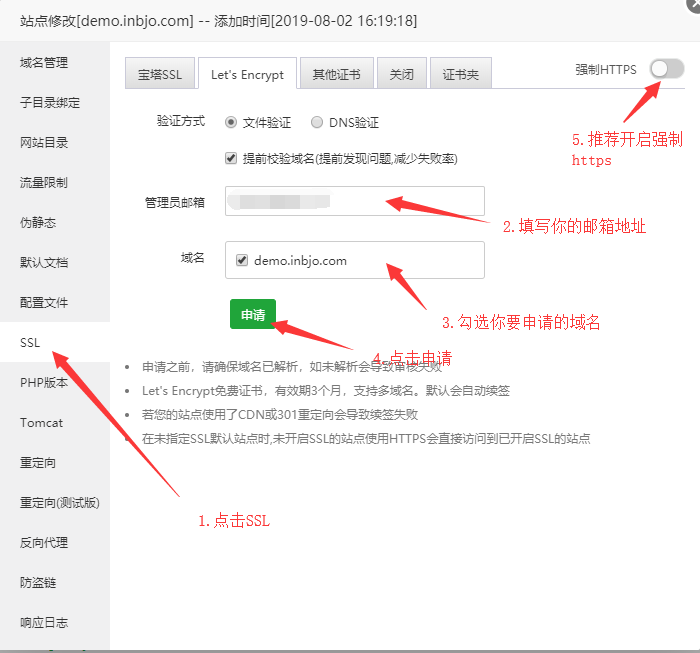 站点修改[demo.inbjo.com] -- 添加时间[2019-08-02 16:19:18]
域名管理
子目录绑定
网站目录
流量限制
伪静态
默认文档
配置文件
SSL
PHP版本
Tomcat
重定向
重定向(测试版)
反向代理
防盗链
响应日志
宝塔SSL
Let's Encrypt
其他证书
关闭
证书夹
强制HTTPS
5.推荐开启强制
https
验证方式
文件验证
DNS验证
提前校验域名(提前发现问题,减少失败率)
管理员邮箱
2.填写你的邮箱地址
域名
demo.inbjo.com
3.勾选你要申请的域名
申请
4.点击申请
申请之前，请确保域名已解析，如未解析会导致审核失败
Let's Encrypt免费证书，有效期3个月，支持多域名。默认会自动续签
若您的站点使用了CDN或301重定向会导致续签失败
在未指定SSL默认站点时,未开启SSL的站点使用HTTPS会直接访问到已开启SSL的站点
1.点击SSL